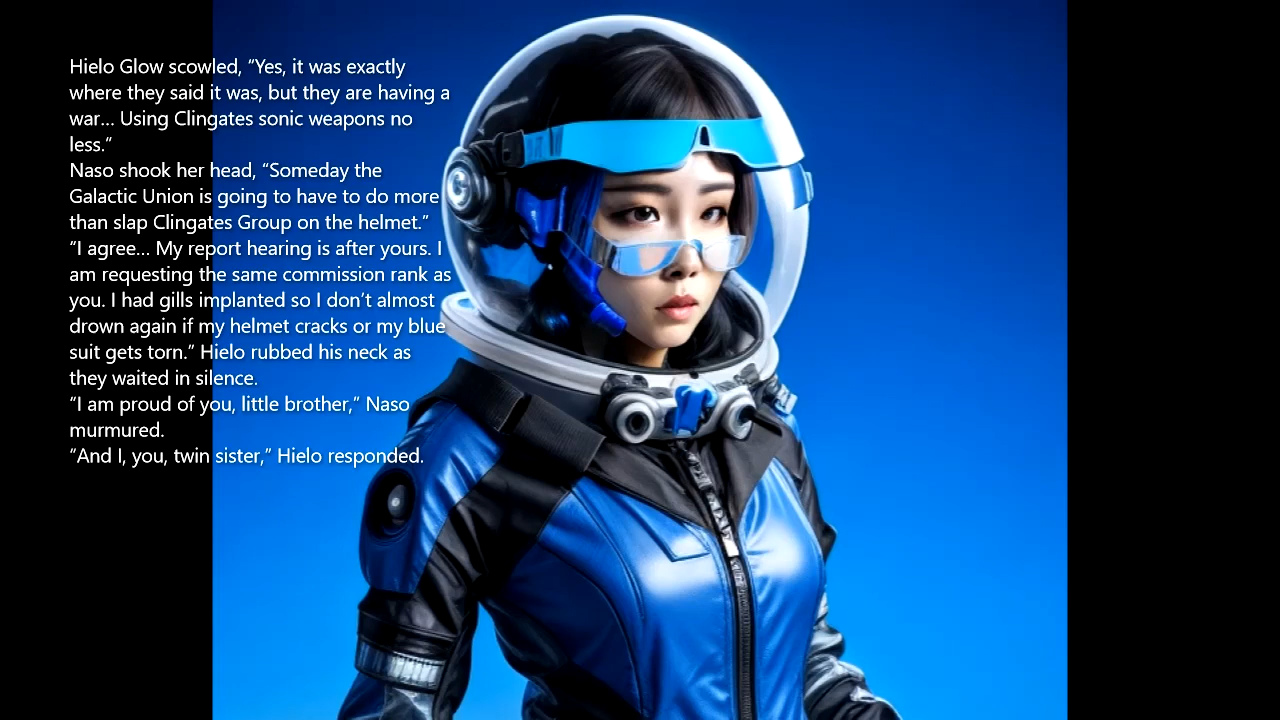 Hielo Glow scowled, “Yes, it was exactly
where they said it was, but they are having a
war... Using Clingates sonic weapons no
less.”
Naso shook her head, “Someday the
Galactic Union is going to have to do more
than slap Clingates Group on the helmet.”
“I agree... My report hearing is after yours. I
am requesting the same commission rank as
you. I had gills implanted so I don’t almost
drown again if my helmet cracks or my blue
suit gets torn.” Hielo rubbed his neck as
they waited in silence.
“I am proud of you, little brother,” Naso
murmured.
“And I, you, twin sister,” Hielo responded.